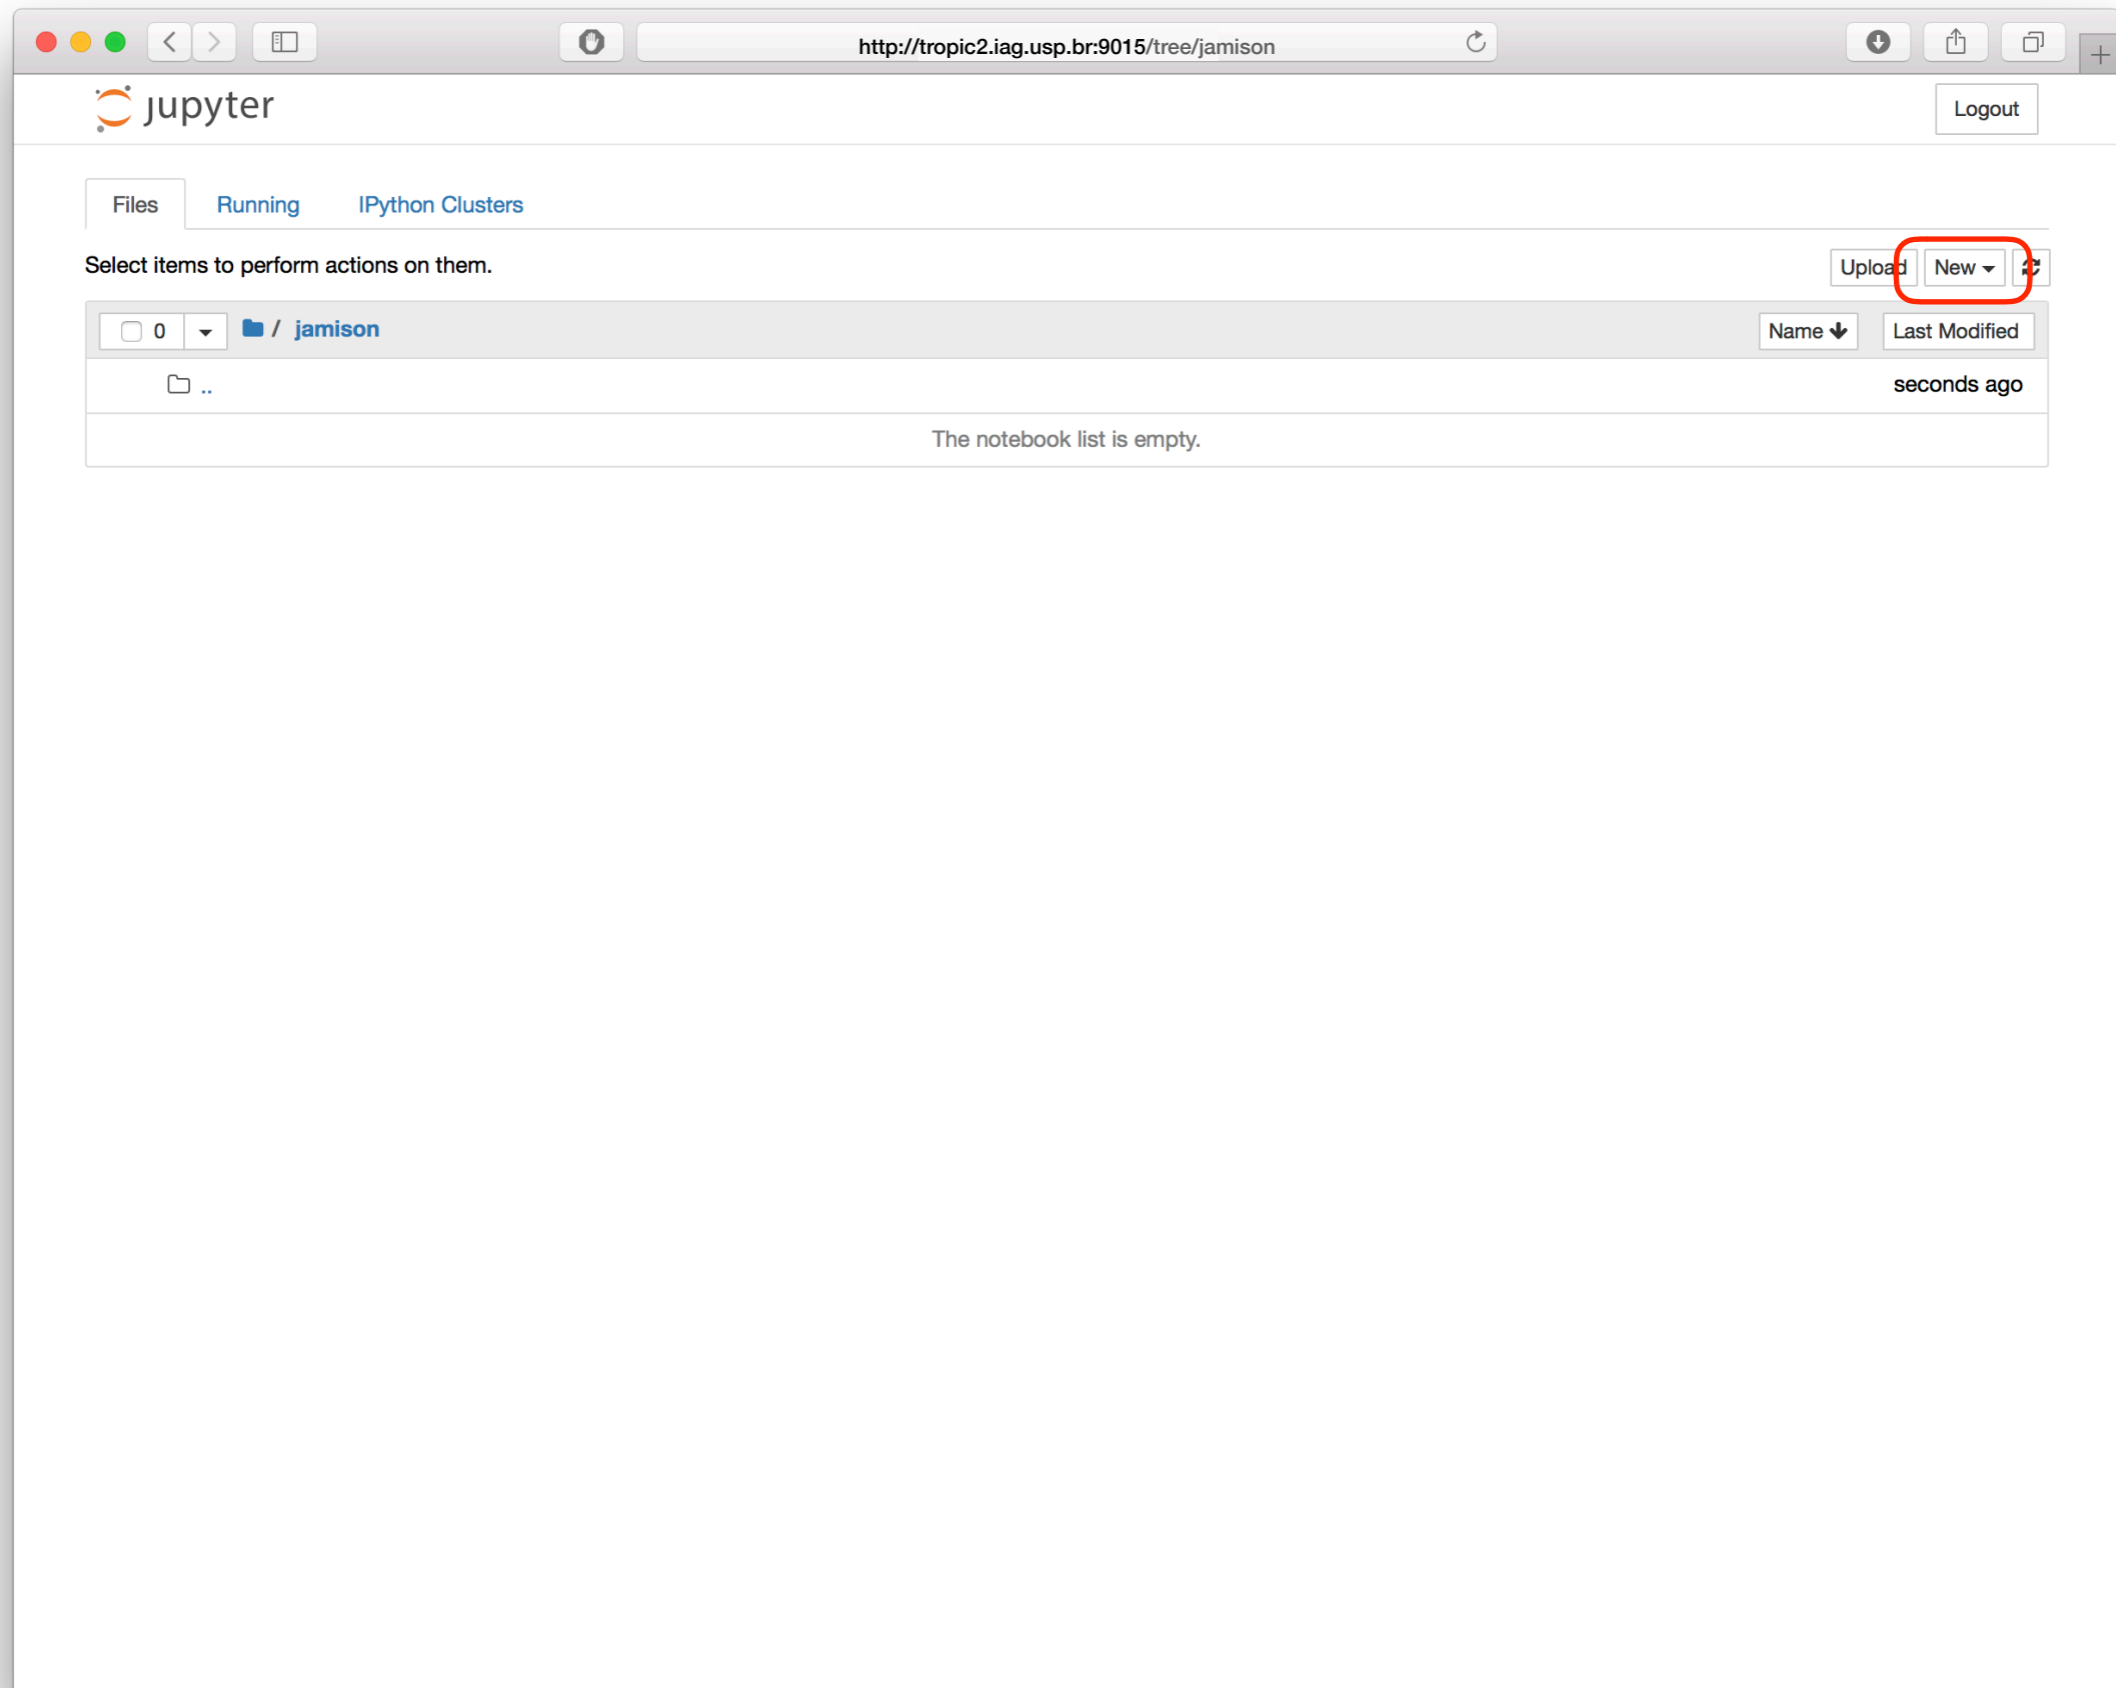 http://tropic2.iag.usp.br:9015/tree/jamison
jupyter
Logout
Files Running IPython Clusters
Select items to perform actions on them.
Upload New
0 / jamison Name Last Modified
.. seconds ago
The notebook list is empty.